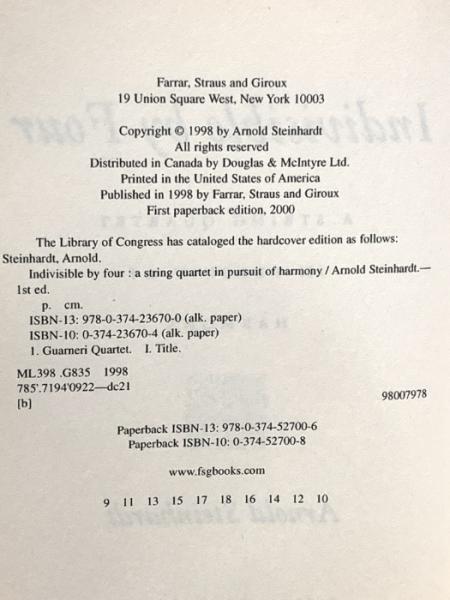 Farrar, Straus and Giroux
19 Union Square West, New York 10003
Copyright © 1998 by Arnold Steinhardt
All rights reserved
Distributed in Canada by Douglas & McIntyre Ltd.
Printed in the United States of America
Published in 1998 by Farrar, Straus and Giroux
First paperback edition, 2000
The Library of Congress has cataloged the hardcover edition as follows:
Steinhardt, Arnold.
Indivisible by four : a string quartet in pursuit of harmony / Arnold Steinhardt.—
1st ed.
p. cm.
ISBN-13: 978-0-374-23670-0 (alk. paper)
ISBN-10: 0-374-23670-4 (alk. paper)
1. Guarneri Quartet. I. Title.
ML398 .G835 1998
785'.7194'0922—dc21
[b]
98007978
Paperback ISBN-13: 978-0-374-52700-6
Paperback ISBN-10: 0-374-52700-8
www.fsgbooks.com
9 11 13 15 17 18 16 14 12 10